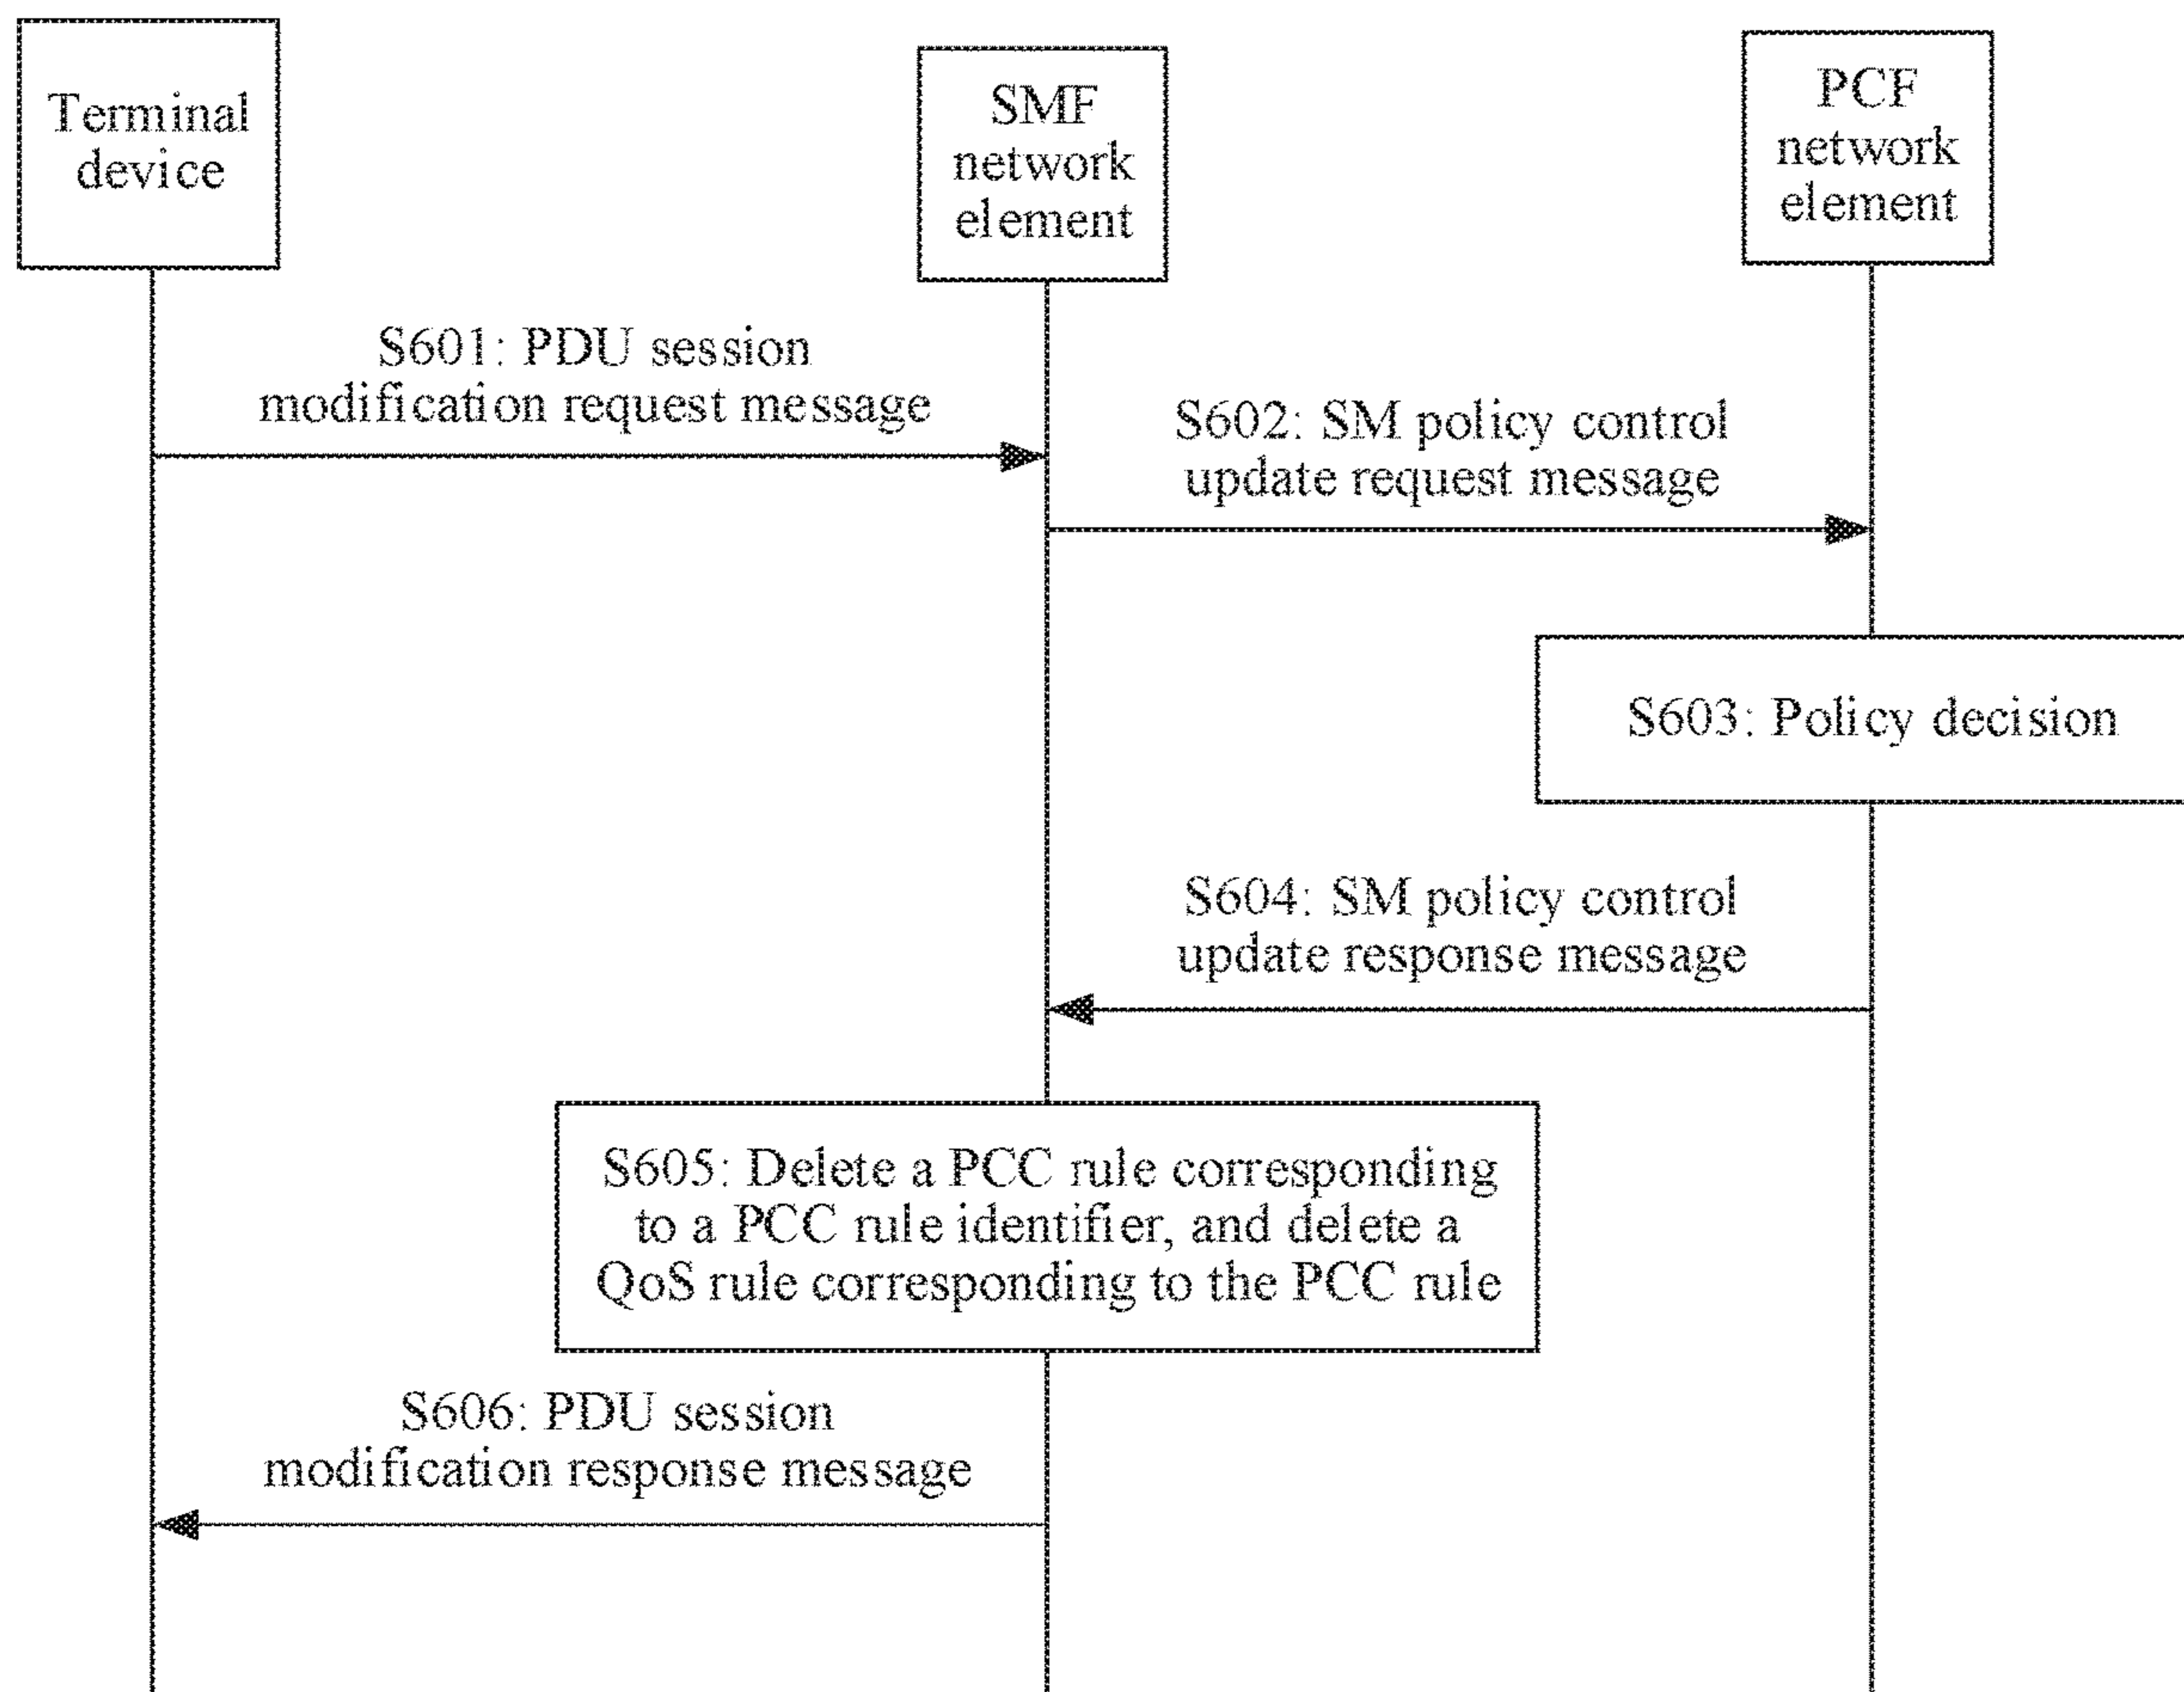 Terminal
device
SMF
network
element
PCF
network
element
S601: PDU session
modification request message
S602: SM policy control
update request message
S603: Policy decision
S604: SM policy control
update response message
S605: Delete a PCC rule corresponding
to a PCC rule identifier, and delete a
QoS rule corresponding to the PCC rule
S606: PDU session
modification response message